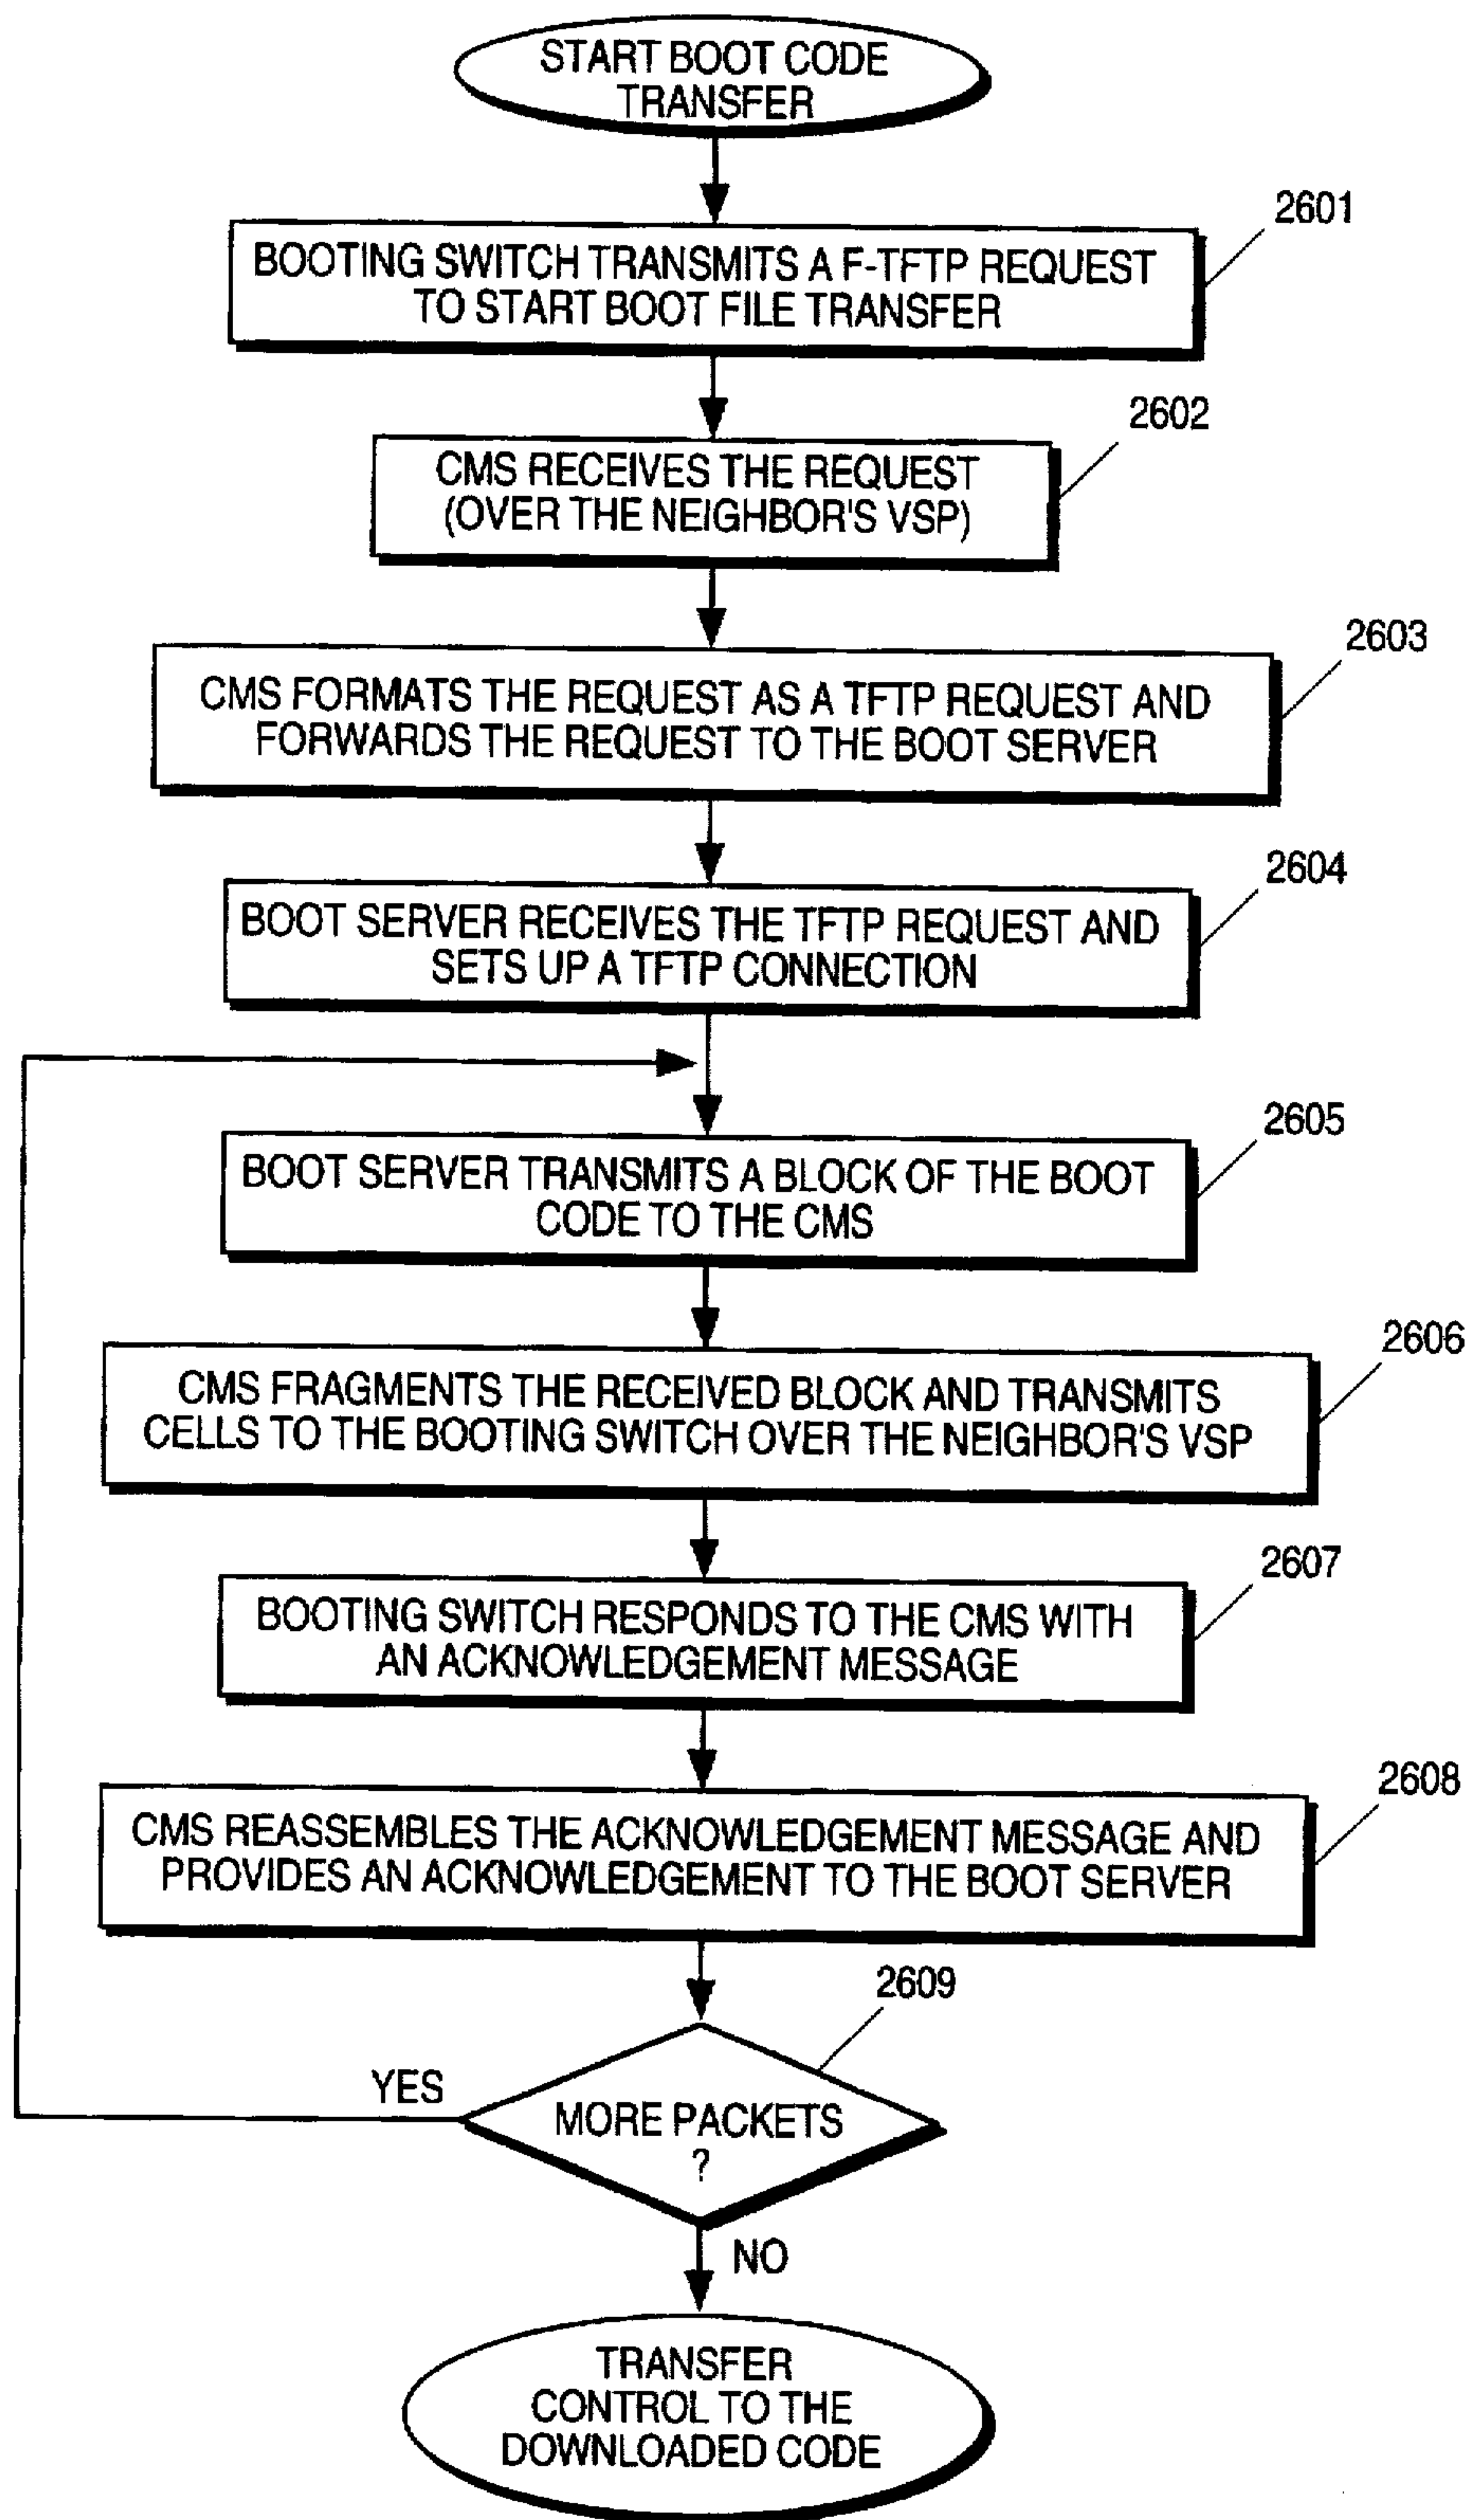 START BOOT CODE
TRANSFER
2601
BOOTING SWITCH TRANSMITS A F-TFTP REQUEST
TO START BOOT FILE TRANSFER
2602
CMS RECEIVES THE REQUEST
(OVER THE NEIGHBOR'S VSP)
2603
CMS FORMATS THE REQUEST AS A TFTP REQUEST AND
FORWARDS THE REQUEST TO THE BOOT SERVER
2604
BOOT SERVER RECEIVES THE TFTP REQUEST AND
SETS UP A TFTP CONNECTION
2605
BOOT SERVER TRANSMITS A BLOCK OF THE BOOT
CODE TO THE CMS
2606
CMS FRAGMENTS THE RECEIVED BLOCK AND TRANSMITS
CELLS TO THE BOOTING SWITCH OVER THE NEIGHBOR'S VSP
2607
BOOTING SWITCH RESPONDS TO THE CMS WITH
AN ACKNOWLEDGEMENT MESSAGE
2608
CMS REASSEMBLES THE ACKNOWLEDGEMENT MESSAGE AND
PROVIDES AN ACKNOWLEDGEMENT TO THE BOOT SERVER
2609
YES
MORE PACKETS
?
NO
TRANSFER
CONTROL TO THE
DOWNLOADED CODE